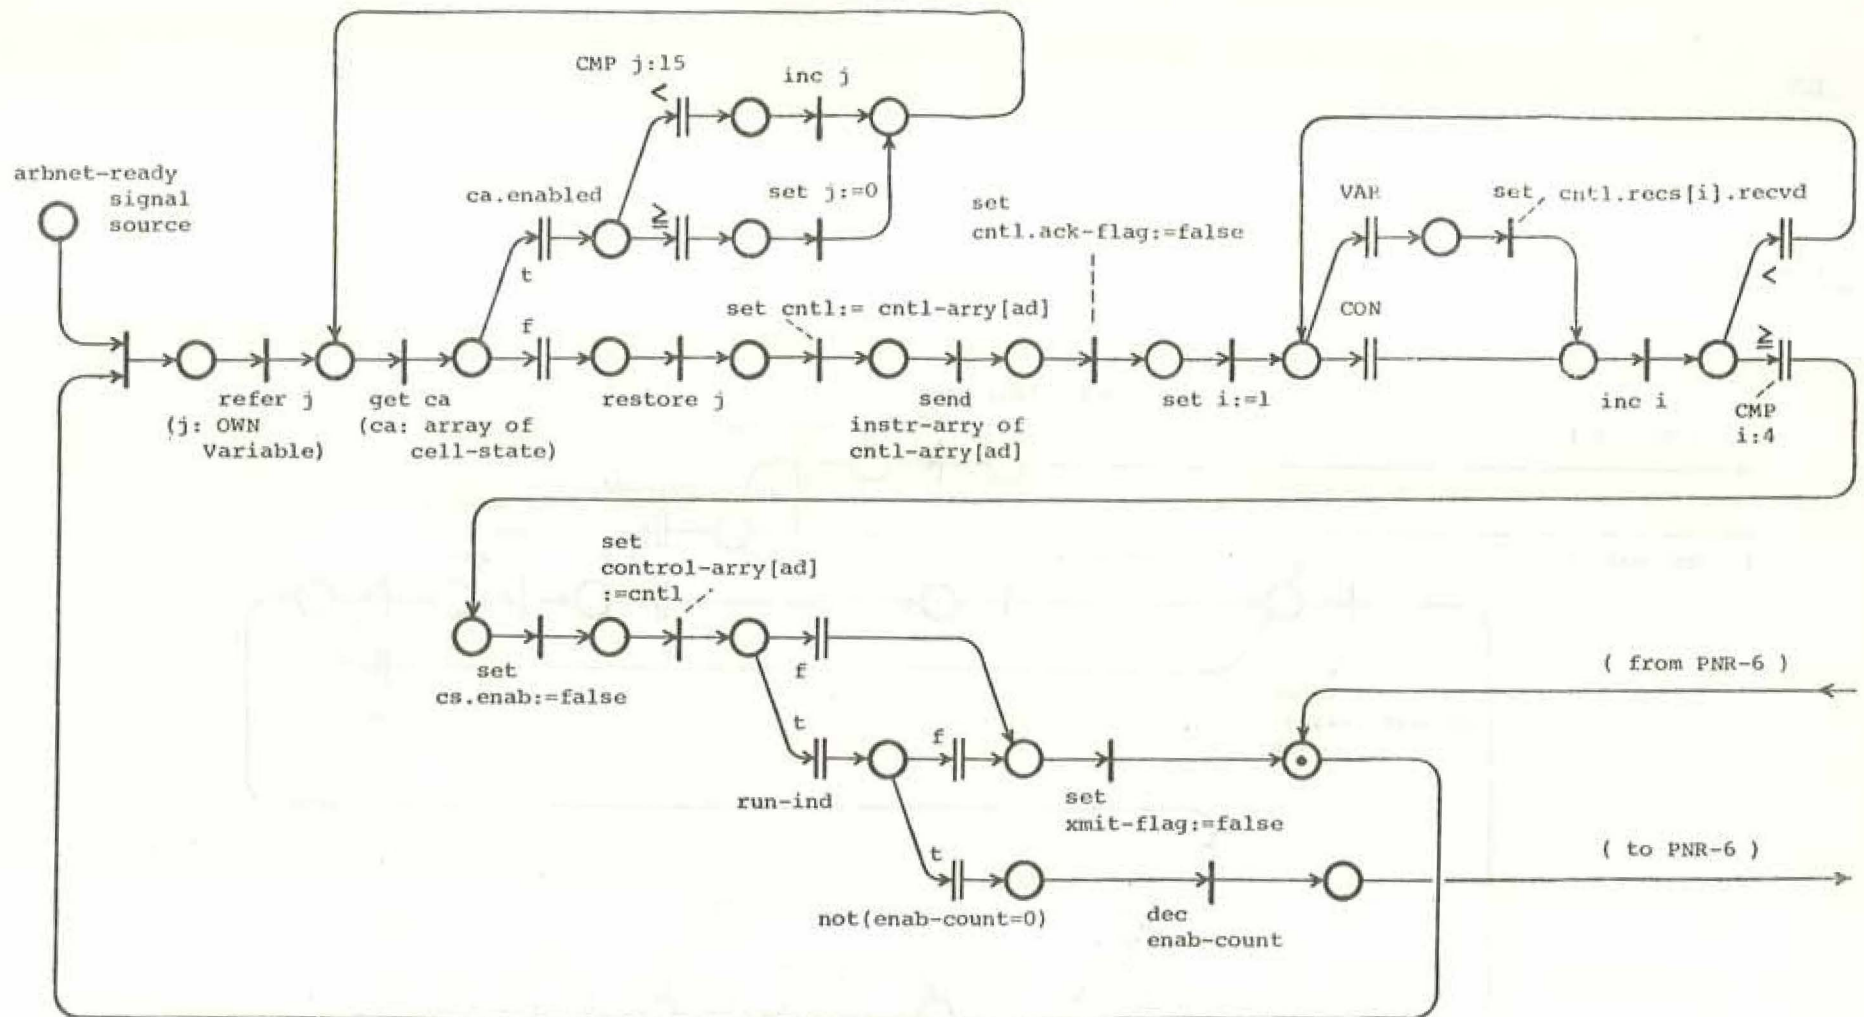 CMP j:15
<
inc j
arbnet-ready
signal
source
ca.enabled
≧
set j:=0
t
set
cntl.ack-flag:=false
VAR
set
cntl.recs[i].recvd
<
f
set cntl:= cntl-arry[ad]
CON
≧
refer j
(j: OWN
Variable)
get ca
(ca: array of
cell-state)
restore j
send
instr-array of
cntl-arry[ad]
set i:=1
inc i
CMP
i:4
set
control-arry[ad]
:=cntl
set
cs.enab:=false
f
t
run-ind
f
( from PNR-6 )
set
xmit-flag:=false
t
not(enab-count=0)
dec
enab-count
( to PNR-6 )